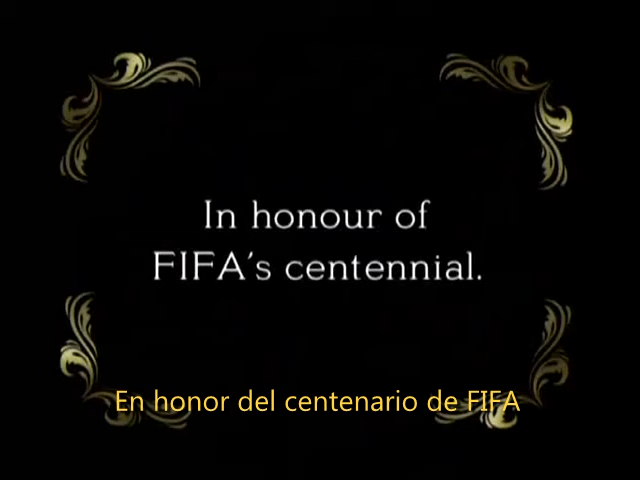 In honour of
FIFA's centennial.
En honor del centenario de FIFA